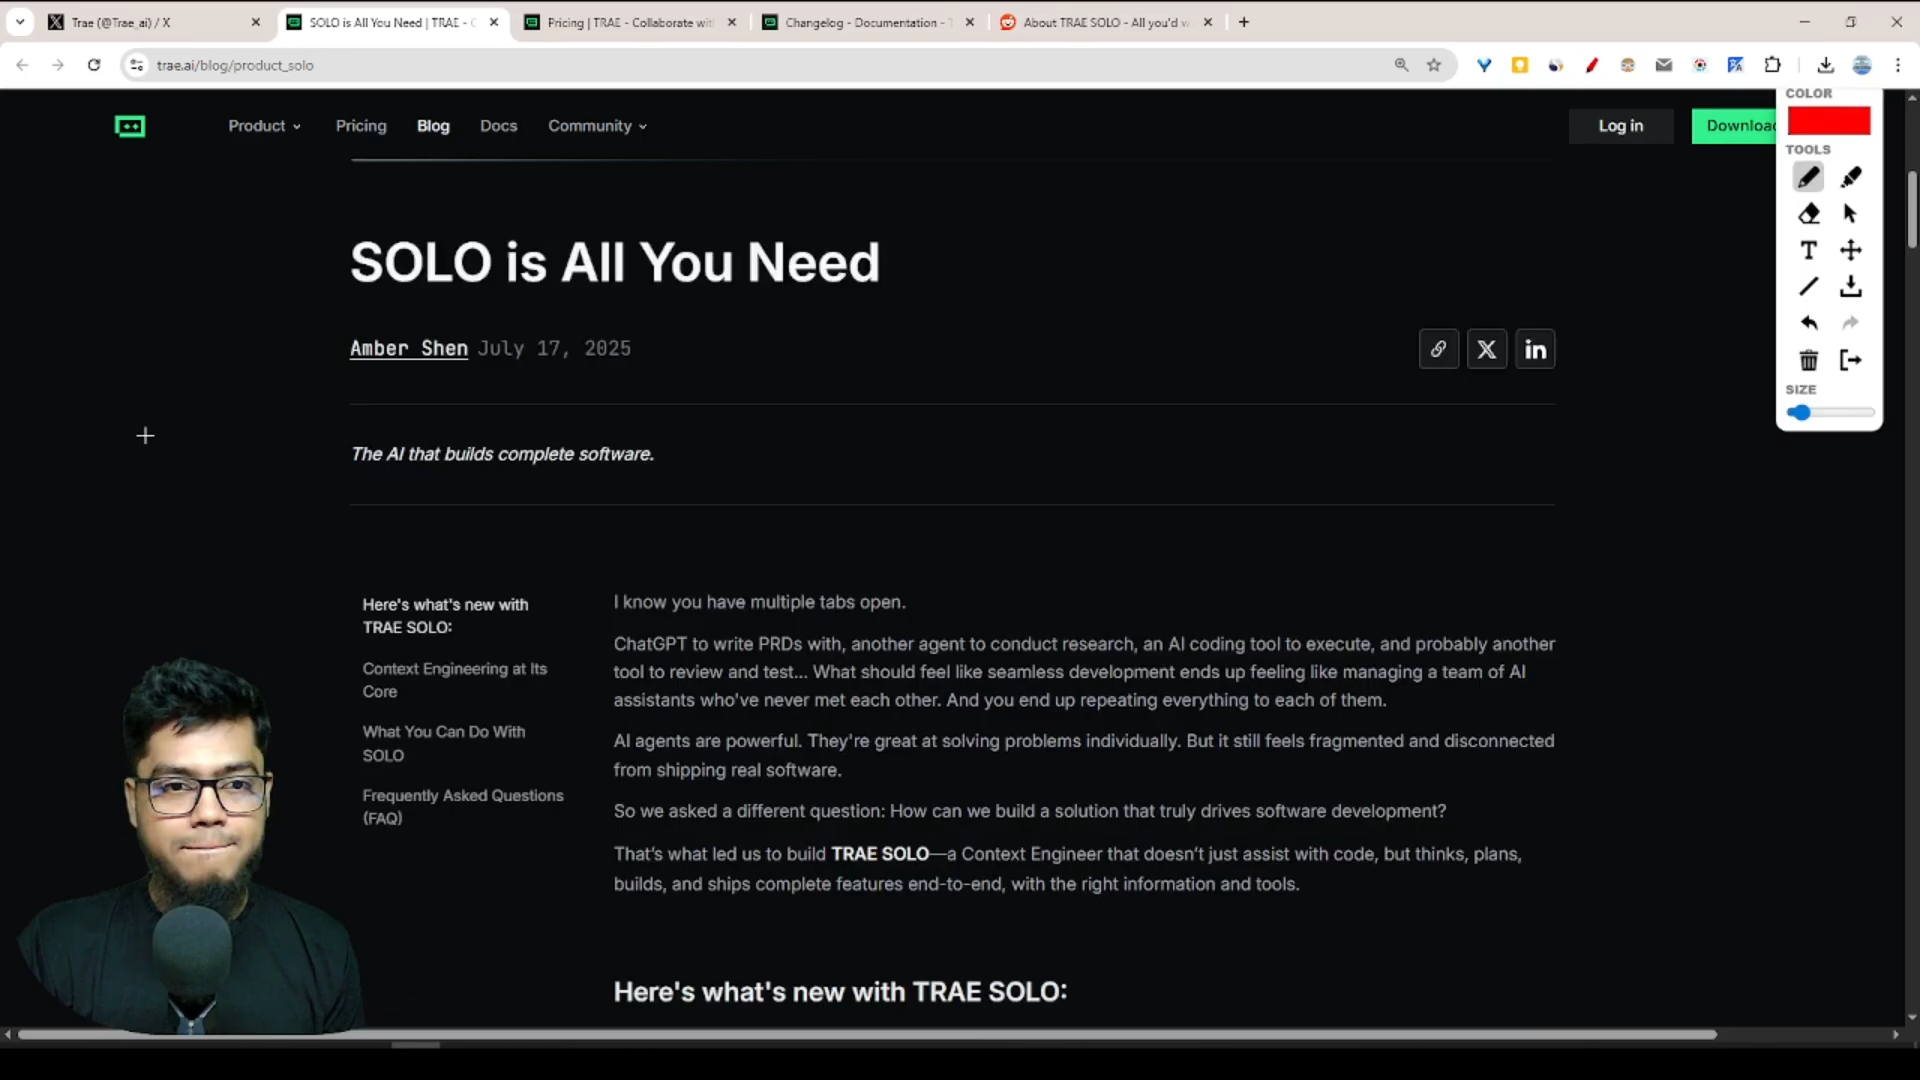 Trae (@Trae_ai) / X
SOLO is All You Need | TRAE - C
Pricing | TRAE - Collaborate wit
Changelog - Documentation - T
About TRAE SOLO - All you'd w
trae.ai/blog/product_solo
Product
Pricing
Blog
Docs
Community
Log in
Download
COLOR
TOOLS
SIZE
SOLO is All You Need
Amber Shen July 17, 2025
The AI that builds complete software.
Here's what's new with
TRAE SOLO:
Context Engineering at Its
Core
What You Can Do With
SOLO
Frequently Asked Questions
(FAQ)
I know you have multiple tabs open.
ChatGPT to write PRDs with, another agent to conduct research, an AI coding tool to execute, and probably another
tool to review and test... What should feel like seamless development ends up feeling like managing a team of AI
assistants who've never met each other. And you end up repeating everything to each of them.
AI agents are powerful. They're great at solving problems individually. But it still feels fragmented and disconnected
from shipping real software.
So we asked a different question: How can we build a solution that truly drives software development?
That's what led us to build TRAE SOLO—a Context Engineer that doesn't just assist with code, but thinks, plans,
builds, and ships complete features end-to-end, with the right information and tools.
Here's what's new with TRAE SOLO: